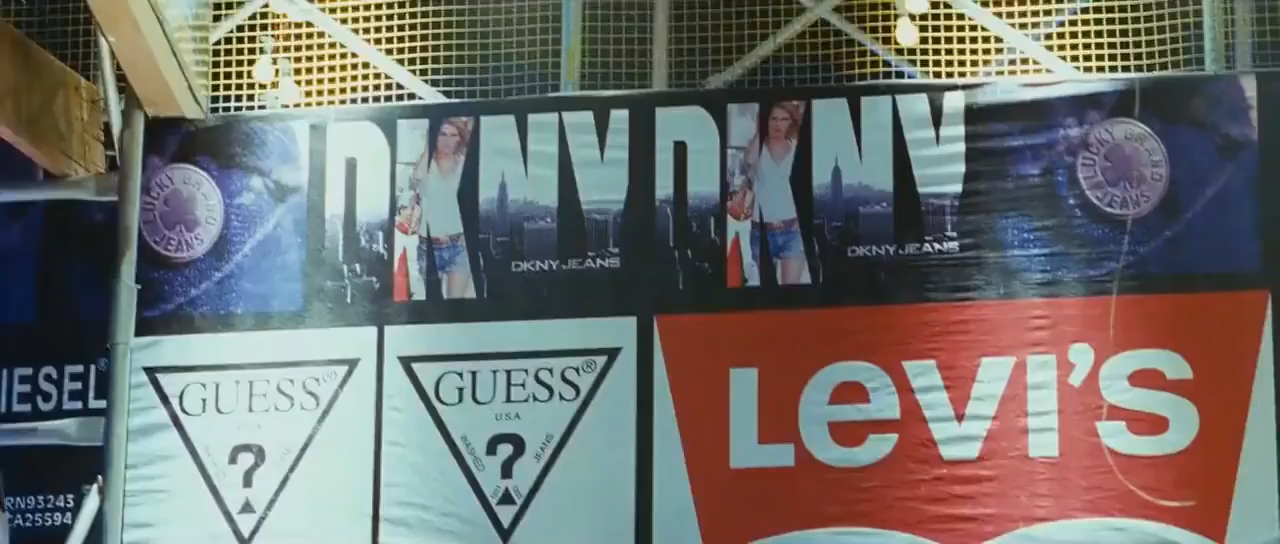 LUCKY BRAND
JEANS
DKNY
DKNY JEANS
DKNY
DKNY JEANS
LUCKY BRAND
JEANS
DIESEL
RN93243
CA25594
GUESS®
?
GUESS®
USA
WASHED
JEANS
?
LEVI'S